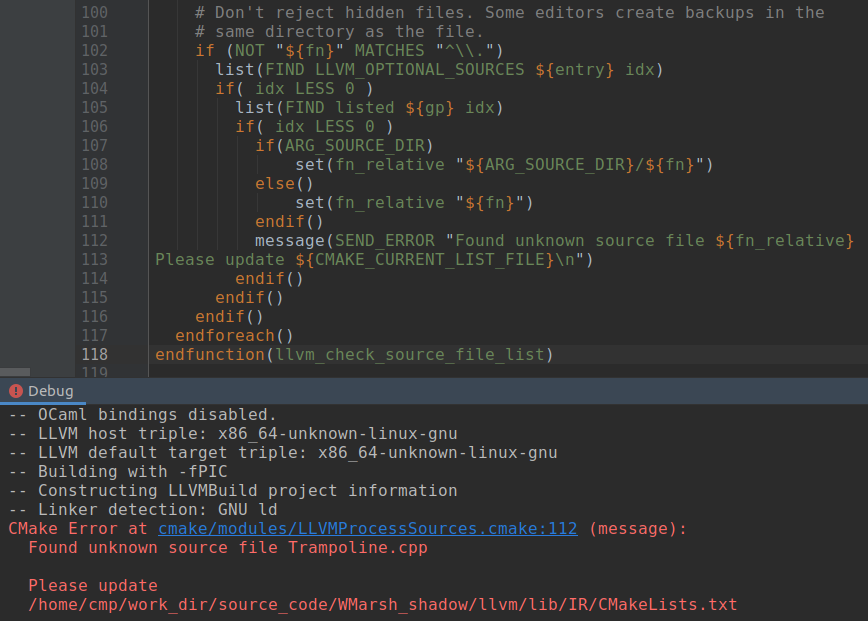 100 # Don't reject hidden files. Some editors create backups in the
101 # same directory as the file.
102 if (NOT "${fn}" MATCHES "^\\.")
103 list(FIND LLVM_OPTIONAL_SOURCES ${entry} idx)
104 if( idx LESS 0 )
105 list(FIND listed ${gp} idx)
106 if( idx LESS 0 )
107 if(ARG_SOURCE_DIR)
108 set(fn_relative "${ARG_SOURCE_DIR}/${fn}")
109 else()
110 set(fn_relative "${fn}")
111 endif()
112 message(SEND_ERROR "Found unknown source file ${fn_relative}
113 Please update ${CMAKE_CURRENT_LIST_FILE}\n")
114 endif()
115 endif()
116 endif()
117 endforeach()
118 endfunction(llvm_check_source_file_list)
119
Debug
-- OCaml bindings disabled.
-- LLVM host triple: x86_64-unknown-linux-gnu
-- LLVM default target triple: x86_64-unknown-linux-gnu
-- Building with -fPIC
-- Constructing LLVMBuild project information
-- Linker detection: GNU ld
CMake Error at cmake/modules/LLVMProcessSources.cmake:112 (message):
Found unknown source file Trampoline.cpp
Please update
/home/cmp/work_dir/source_code/WMarsh_shadow/llvm/lib/IR/CMakeLists.txt